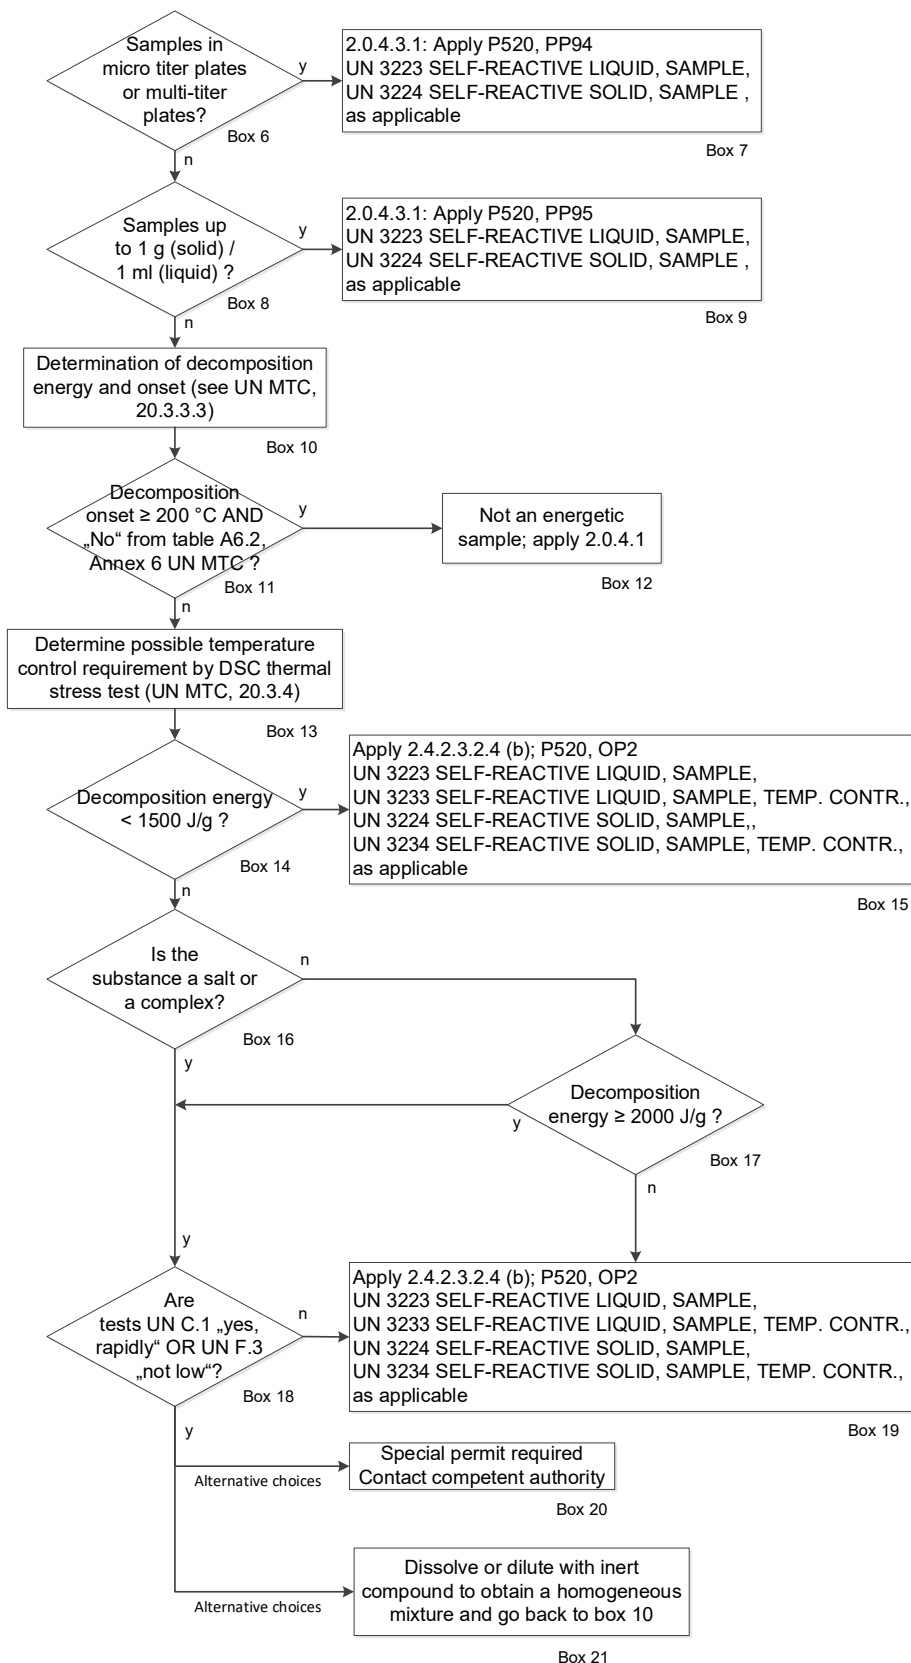 Samples in
micro titer plates
or multi-titer
plates?
y
Box 6
n
2.0.4.3.1: Apply P520, PP94
UN 3223 SELF-REACTIVE LIQUID, SAMPLE,
UN 3224 SELF-REACTIVE SOLID, SAMPLE ,
as applicable
Box 7
Samples up
to 1 g (solid) /
1 ml (liquid) ?
y
Box 8
n
2.0.4.3.1: Apply P520, PP95
UN 3223 SELF-REACTIVE LIQUID, SAMPLE,
UN 3224 SELF-REACTIVE SOLID, SAMPLE ,
as applicable
Box 9
Determination of decomposition
energy and onset (see UN MTC,
20.3.3.3)
Box 10
Decomposition
onset ≥ 200 °C AND
„No“ from table A6.2,
Annex 6 UN MTC ?
y
Box 11
n
Not an energetic
sample; apply 2.0.4.1
Box 12
Determine possible temperature
control requirement by DSC thermal
stress test (UN MTC, 20.3.4)
Box 13
Decomposition energy
< 1500 J/g ?
y
Box 14
n
Apply 2.4.2.3.2.4 (b); P520, OP2
UN 3223 SELF-REACTIVE LIQUID, SAMPLE,
UN 3233 SELF-REACTIVE LIQUID, SAMPLE, TEMP. CONTR.,
UN 3224 SELF-REACTIVE SOLID, SAMPLE,,
UN 3234 SELF-REACTIVE SOLID, SAMPLE, TEMP. CONTR.,
as applicable
Box 15
Is the
substance a salt or
a complex?
n
Box 16
y
Decomposition
energy ≥ 2000 J/g ?
y
Box 17
n
y
Are
tests UN C.1 „yes,
rapidly“ OR UN F.3
„not low“?
n
Box 18
y
Apply 2.4.2.3.2.4 (b); P520, OP2
UN 3223 SELF-REACTIVE LIQUID, SAMPLE,
UN 3233 SELF-REACTIVE LIQUID, SAMPLE, TEMP. CONTR.,
UN 3224 SELF-REACTIVE SOLID, SAMPLE,
UN 3234 SELF-REACTIVE SOLID, SAMPLE, TEMP. CONTR.,
as applicable
Box 19
Alternative choices
Special permit required
Contact competent authority
Box 20
Alternative choices
Dissolve or dilute with inert
compound to obtain a homogeneous
mixture and go back to box 10
Box 21